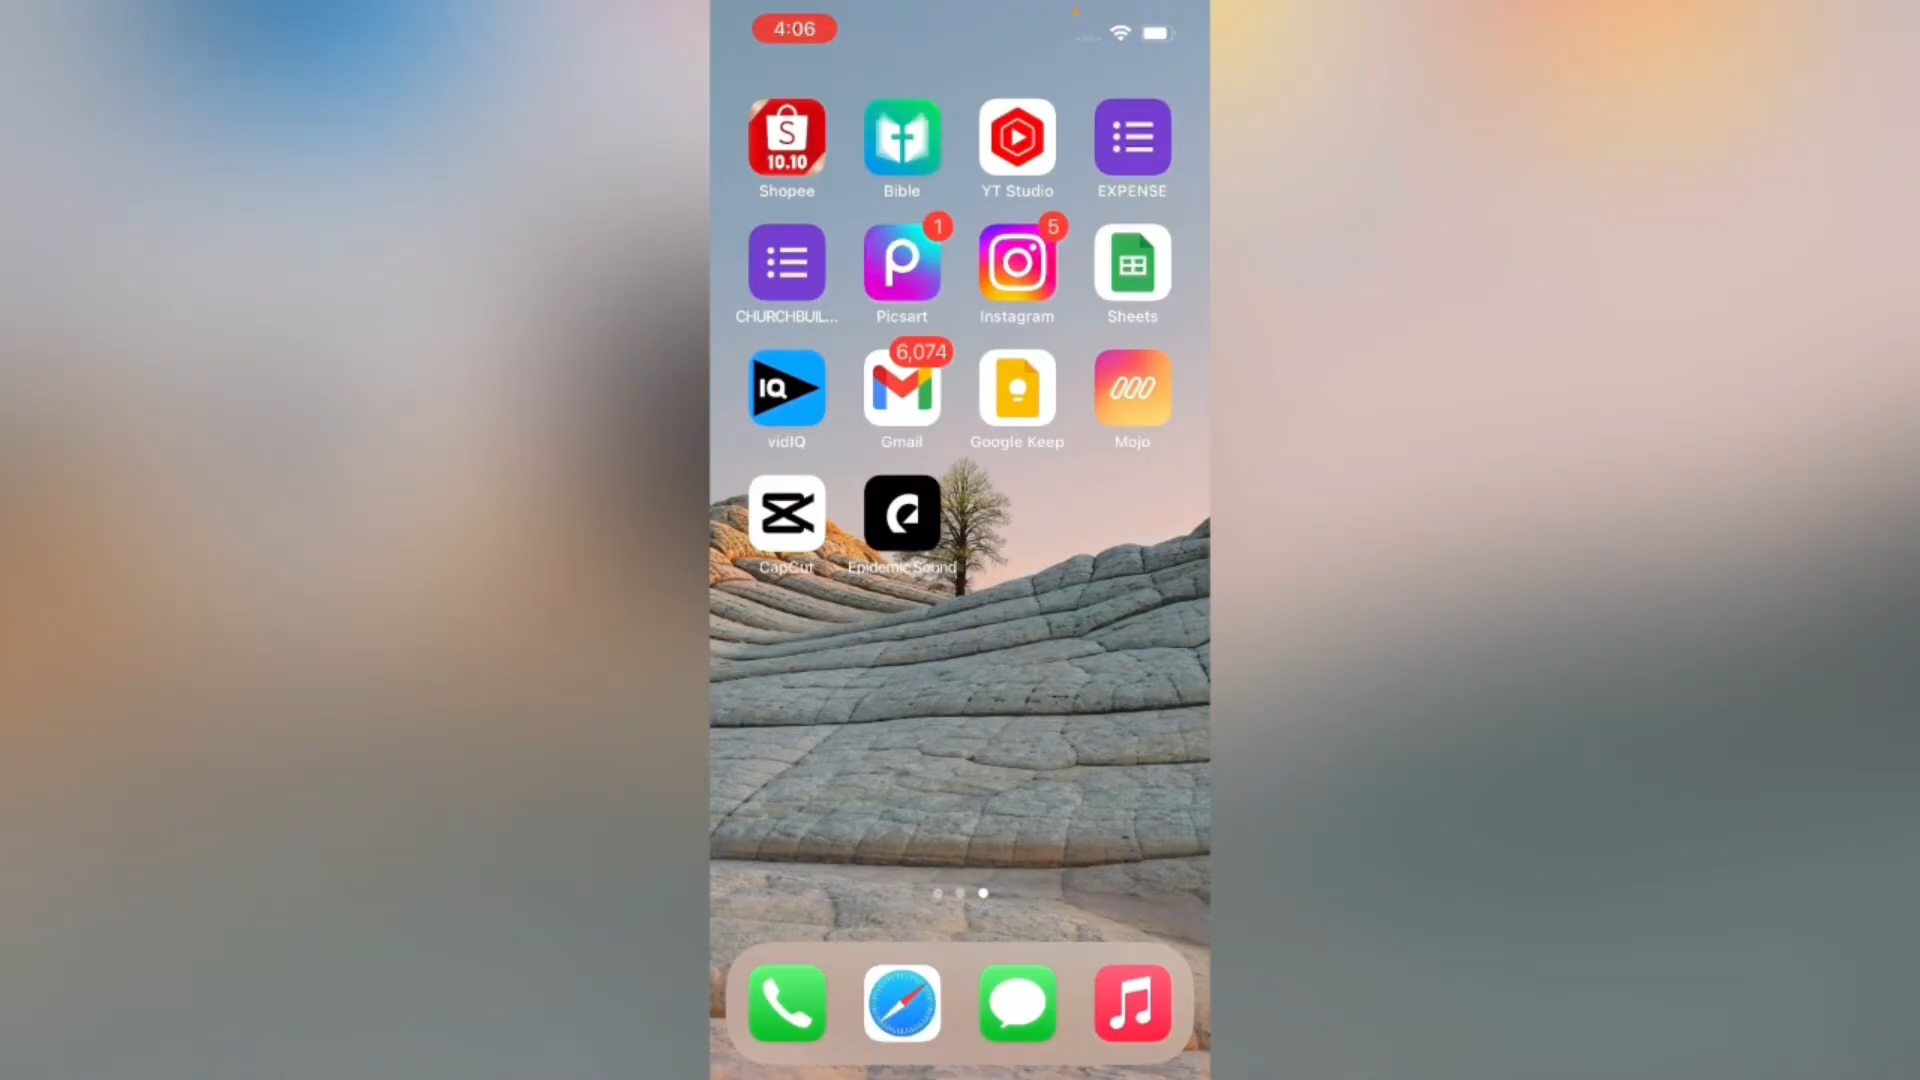 4:06
S
10.10
Shopee
Bible
YT Studio
EXPENSE
1
5
CHURCHBUIL...
Picsart
Instagram
Sheets
6,074
IQ
vidIQ
Gmail
Google Keep
Mojo
CapCut
Epidemic Sound